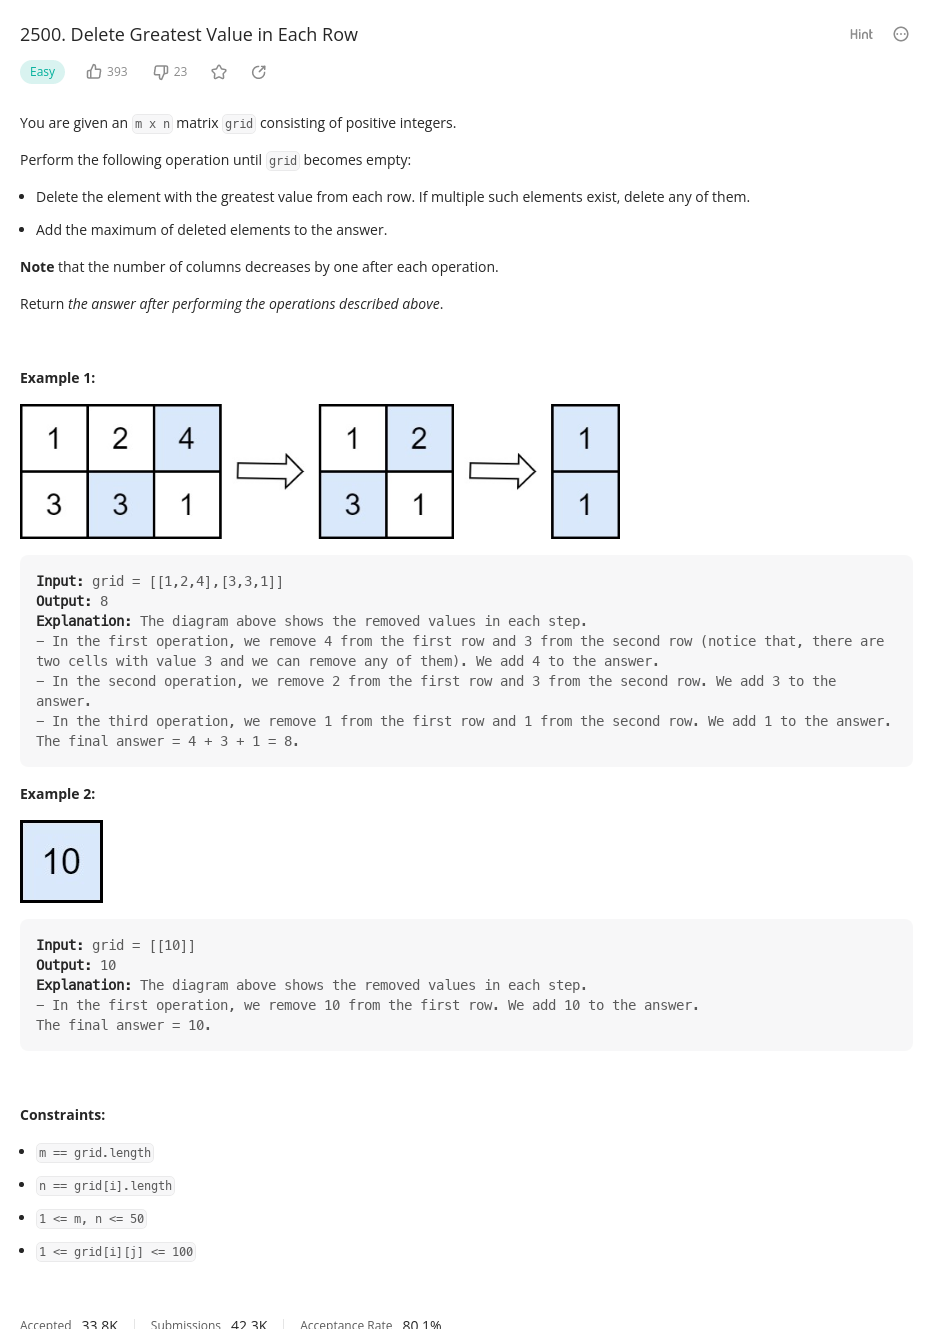 2500. Delete Greatest Value in Each Row
Hint
Easy 393 23
You are given an m x n matrix grid consisting of positive integers.
Perform the following operation until grid becomes empty:
• Delete the element with the greatest value from each row. If multiple such elements exist, delete any of them.
• Add the maximum of deleted elements to the answer.
Note that the number of columns decreases by one after each operation.
Return the answer after performing the operations described above.
Example 1:
1 2 4 1 2 1
3 3 1 3 1 1
Input: grid = [[1,2,4],[3,3,1]]
Output: 8
Explanation: The diagram above shows the removed values in each step.
– In the first operation, we remove 4 from the first row and 3 from the second row (notice that, there are
two cells with value 3 and we can remove any of them). We add 4 to the answer.
– In the second operation, we remove 2 from the first row and 3 from the second row. We add 3 to the
answer.
– In the third operation, we remove 1 from the first row and 1 from the second row. We add 1 to the answer.
The final answer = 4 + 3 + 1 = 8.
Example 2:
10
Input: grid = [[10]]
Output: 10
Explanation: The diagram above shows the removed values in each step.
– In the first operation, we remove 10 from the first row. We add 10 to the answer.
The final answer = 10.
Constraints:
• m == grid.length
• n == grid[i].length
• 1 <= m, n <= 50
• 1 <= grid[i][j] <= 100
Accepted 33.8K Submissions 42.3K Acceptance Rate 80.1%